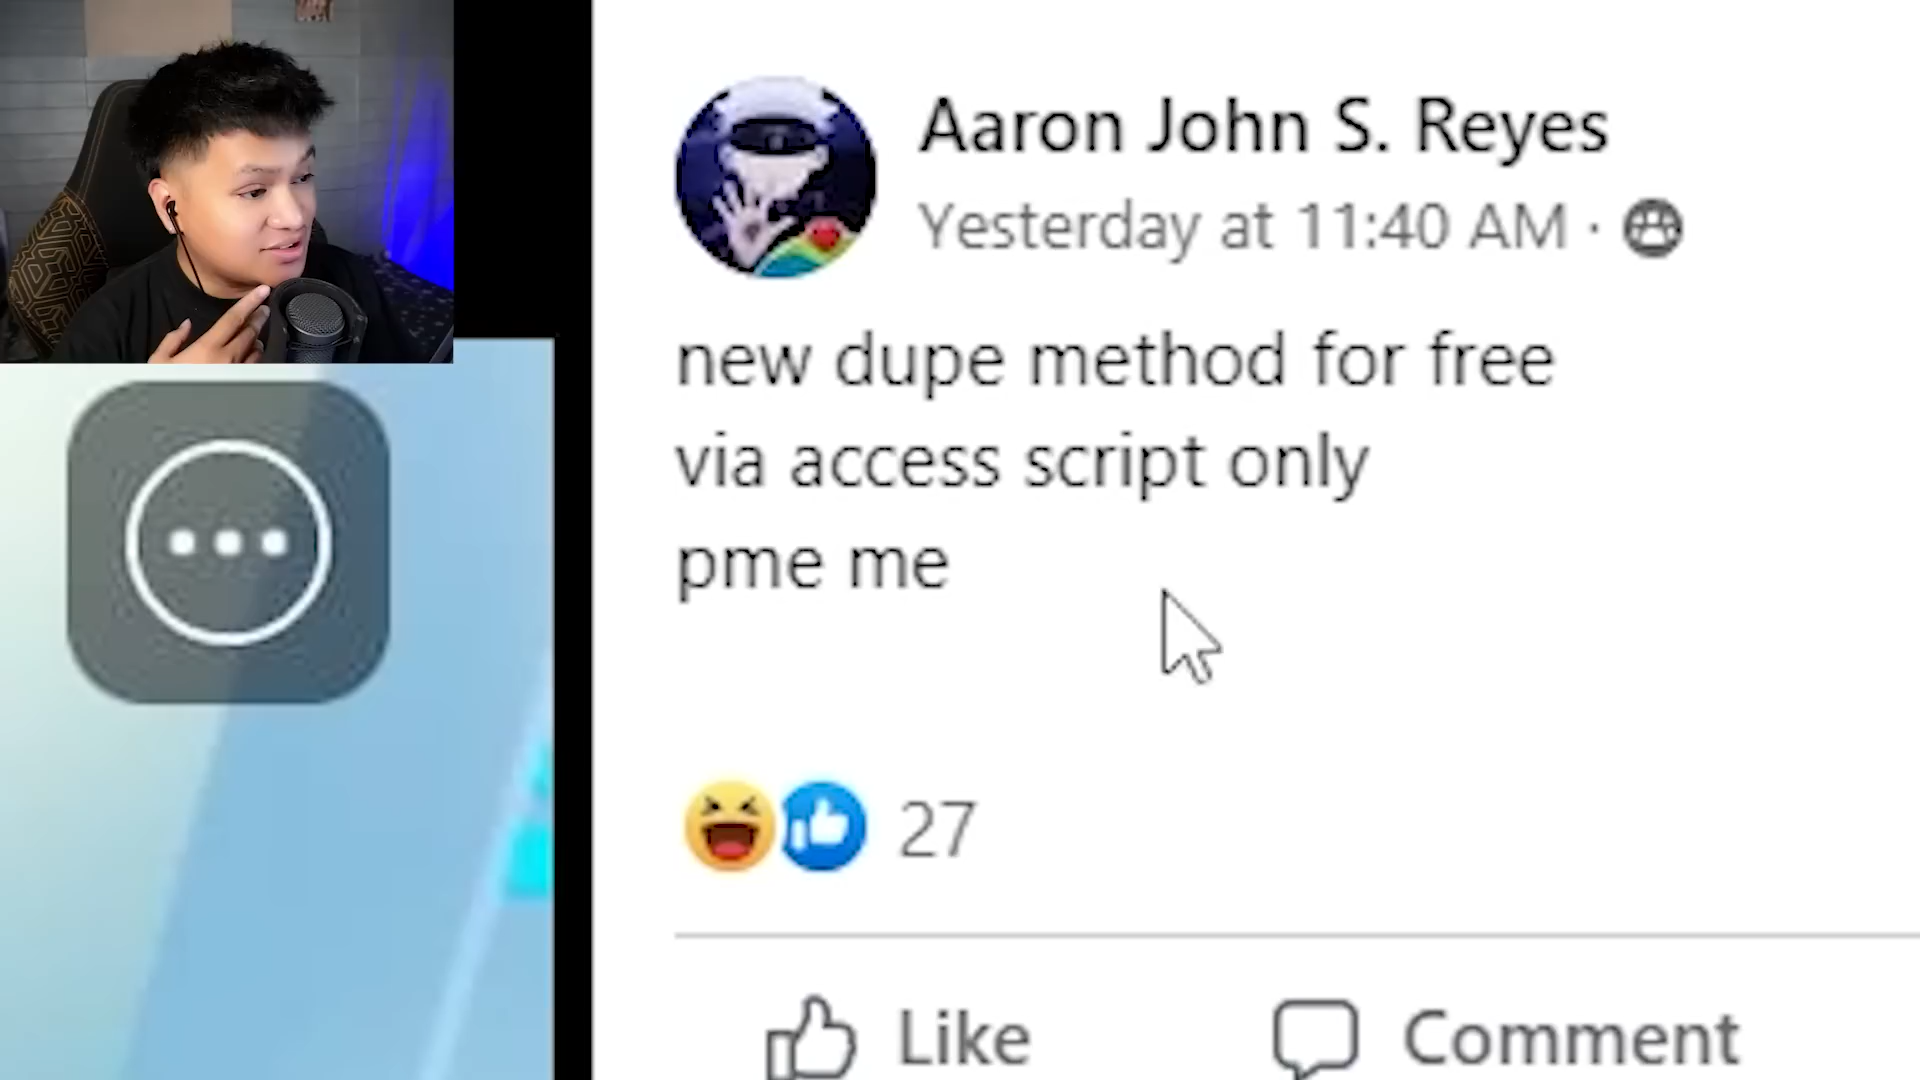 Aaron John S. Reyes
Yesterday at 11:40 AM ·
new dupe method for free
via access script only
pme me
27
Like
Comment